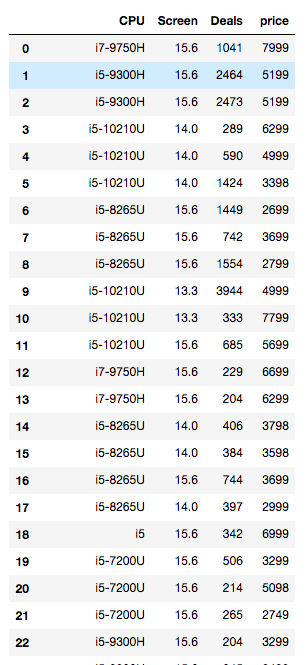 CPU Screen Deals price
0 i7-9750H 15.6 1041 7999
1 i5-9300H 15.6 2464 5199
2 i5-9300H 15.6 2473 5199
3 i5-10210U 14.0 289 6299
4 i5-10210U 14.0 590 4999
5 i5-10210U 14.0 1424 3398
6 i5-8265U 15.6 1449 2699
7 i5-8265U 15.6 742 3699
8 i5-8265U 15.6 1554 2799
9 i5-10210U 13.3 3944 4999
10 i5-10210U 13.3 333 7799
11 i5-10210U 15.6 685 5699
12 i7-9750H 15.6 229 6699
13 i7-9750H 15.6 204 6299
14 i5-8265U 14.0 406 3798
15 i5-8265U 14.0 384 3598
16 i5-8265U 15.6 744 3699
17 i5-8265U 14.0 397 2999
18 i5 15.6 342 6999
19 i5-7200U 15.6 506 3299
20 i5-7200U 15.6 214 5098
21 i5-7200U 15.6 265 2749
22 i5-9300H 15.6 204 3299